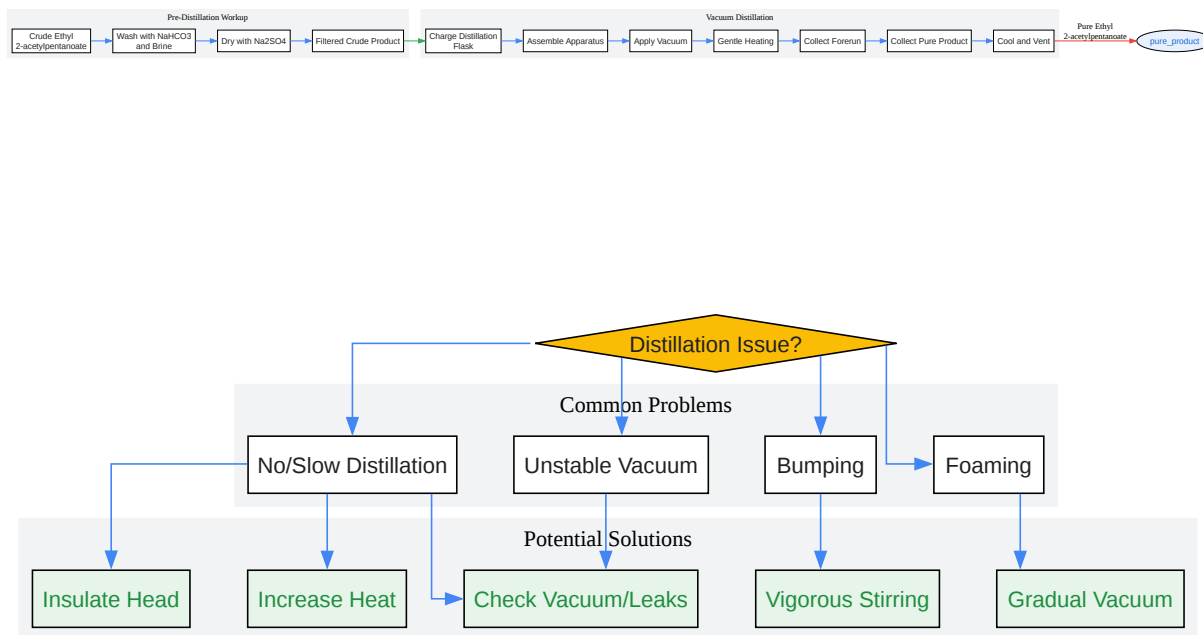 Pre-Distillation Workup
Vacuum Distillation
Crude Ethyl
2-acetylpentanoate
Wash with NaHCO3
and Brine
Dry with Na2SO4
Filtered Crude Product
Charge Distillation
Flask
Assemble Apparatus
Apply Vacuum
Gentle Heating
Collect Forerun
Collect Pure Product
Cool and Vent
Pure Ethyl
2-acetylpentanoate
pure_product
Distillation Issue?
Common Problems
No/Slow Distillation
Unstable Vacuum
Bumping
Foaming
Potential Solutions
Insulate Head
Increase Heat
Check Vacuum/Leaks
Vigorous Stirring
Gradual Vacuum